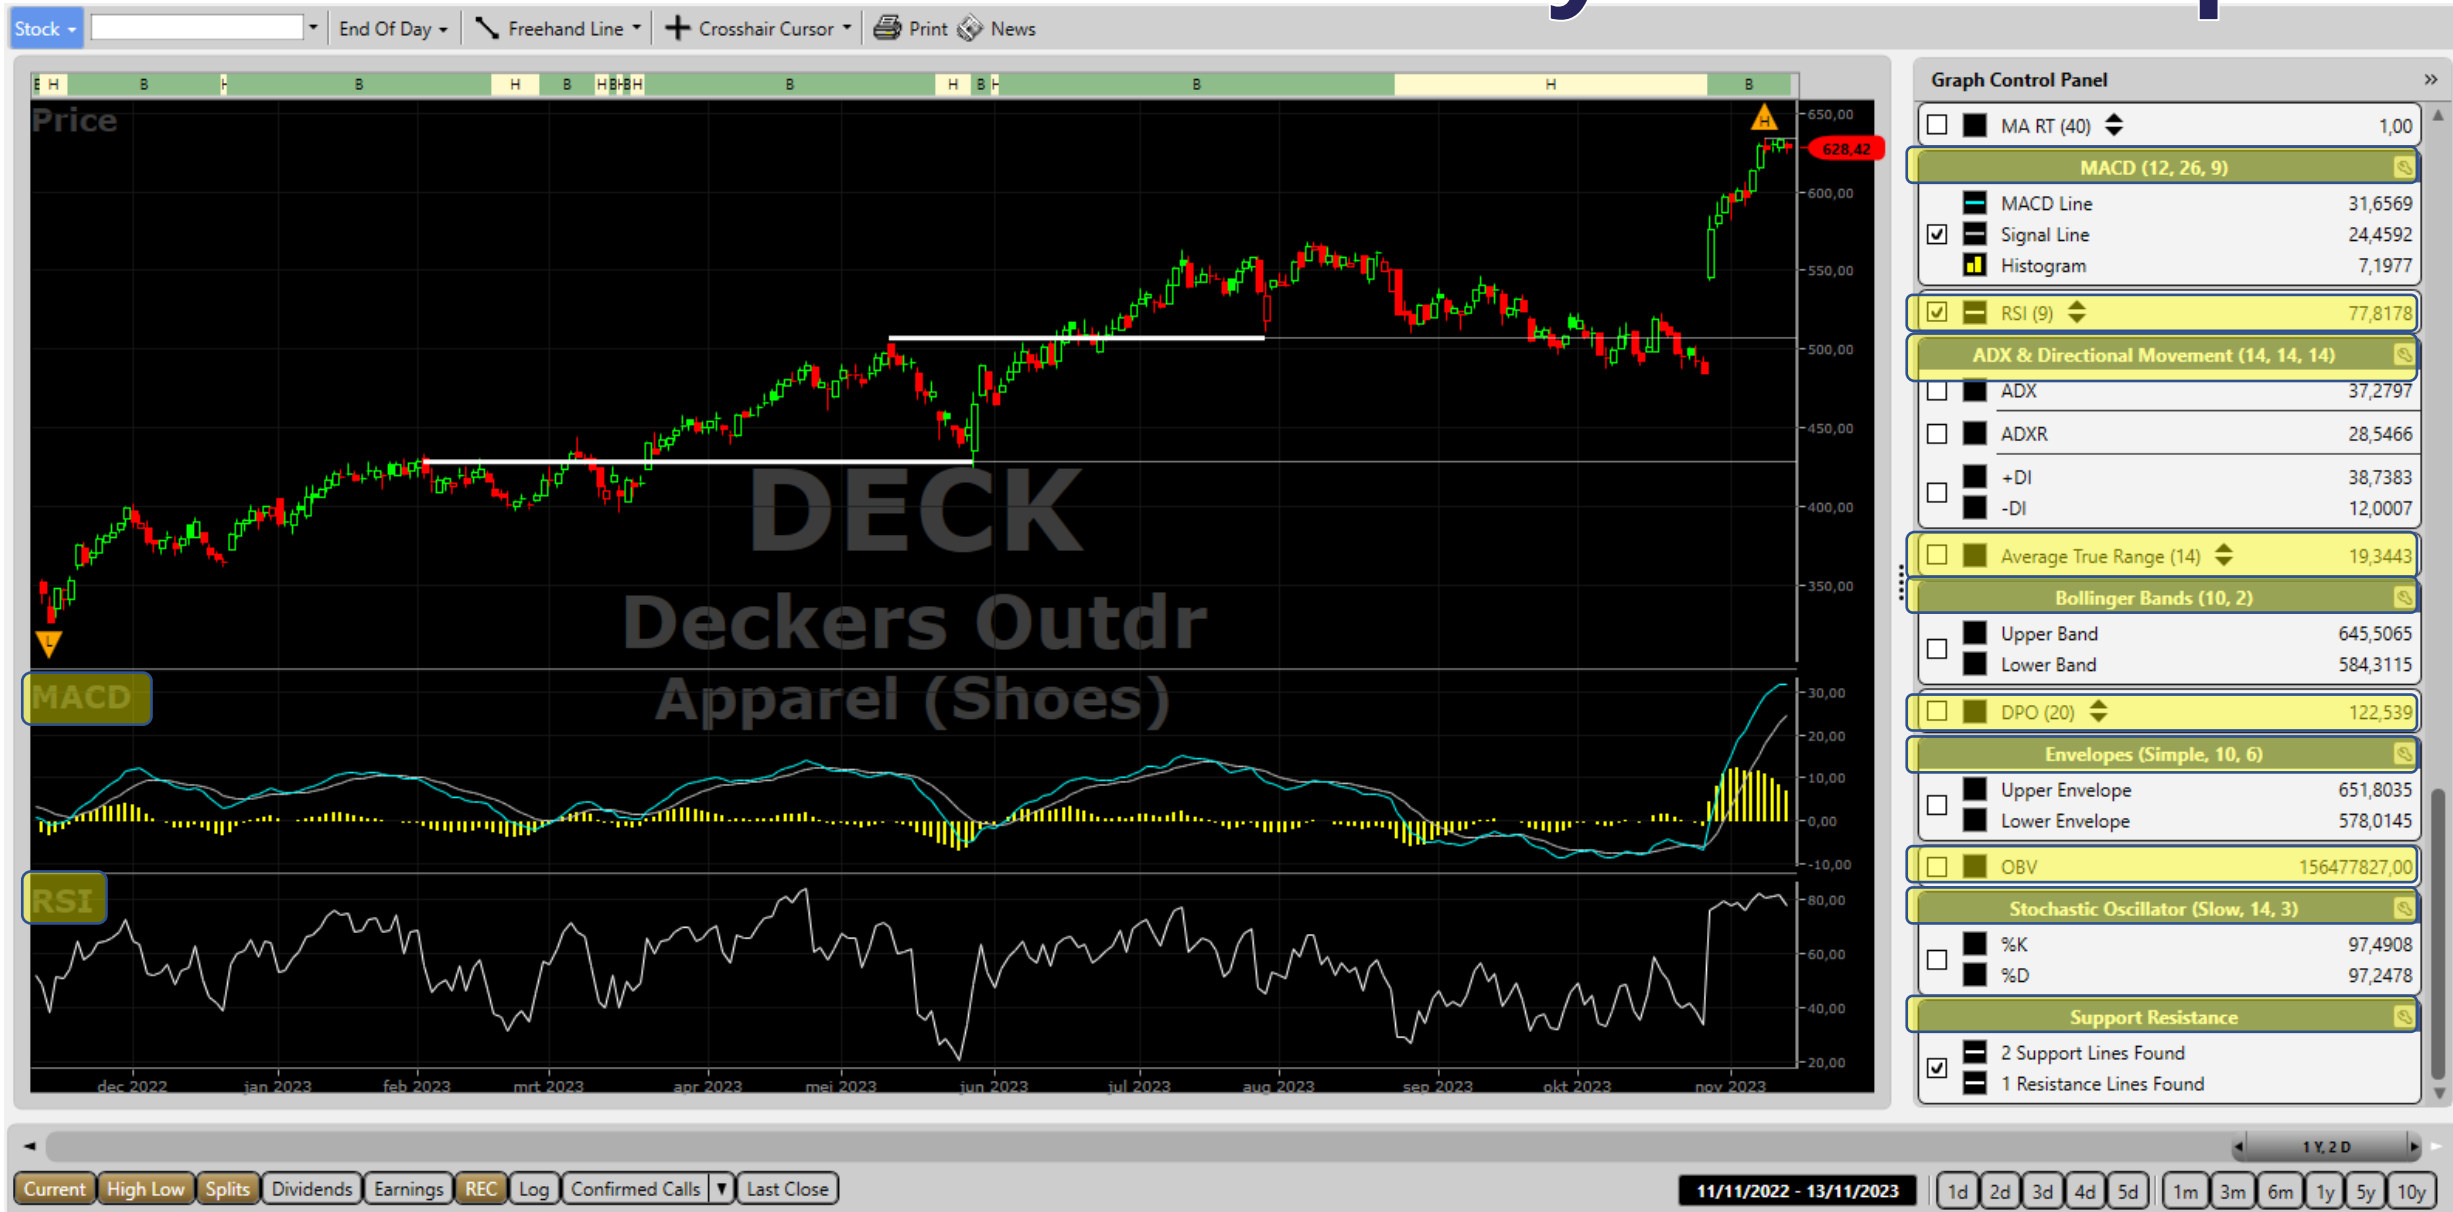 Stock End Of Day Freehand Line Crosshair Cursor Print News
H B B H B H B H B H B H B B H B
Price
650,00
628,42
600,00
550,00
500,00
450,00
400,00
350,00
H
L
DECK
Deckers Outdr
Apparel (Shoes)
MACD
30,00
20,00
10,00
0,00
-10,00
RSI
80,00
60,00
40,00
20,00
dec 2022 jan 2023 feb 2023 mrt 2023 apr 2023 mei 2023 jun 2023 jul 2023 aug 2023 sep 2023 okt 2023 nov 2023
Graph Control Panel
MA RT (40) 1,00
MACD (12, 26, 9)
MACD Line 31,6569
Signal Line 24,4592
Histogram 7,1977
RSI (9) 77,8178
ADX & Directional Movement (14, 14, 14)
ADX 37,2797
ADXR 28,5466
+DI 38,7383
-DI 12,0007
Average True Range (14) 19,3443
Bollinger Bands (10, 2)
Upper Band 645,5065
Lower Band 584,3115
DPO (20) 122,539
Envelopes (Simple, 10, 6)
Upper Envelope 651,8035
Lower Envelope 578,0145
OBV 156477827,00
Stochastic Oscillator (Slow, 14, 3)
%K 97,4908
%D 97,2478
Support Resistance
2 Support Lines Found
1 Resistance Lines Found
1 Y, 2 D
Current High Low Splits Dividends Earnings REC Log Confirmed Calls Last Close 11/11/2022 - 13/11/2023 1d 2d 3d 4d 5d 1m 3m 6m 1y 5y 10y